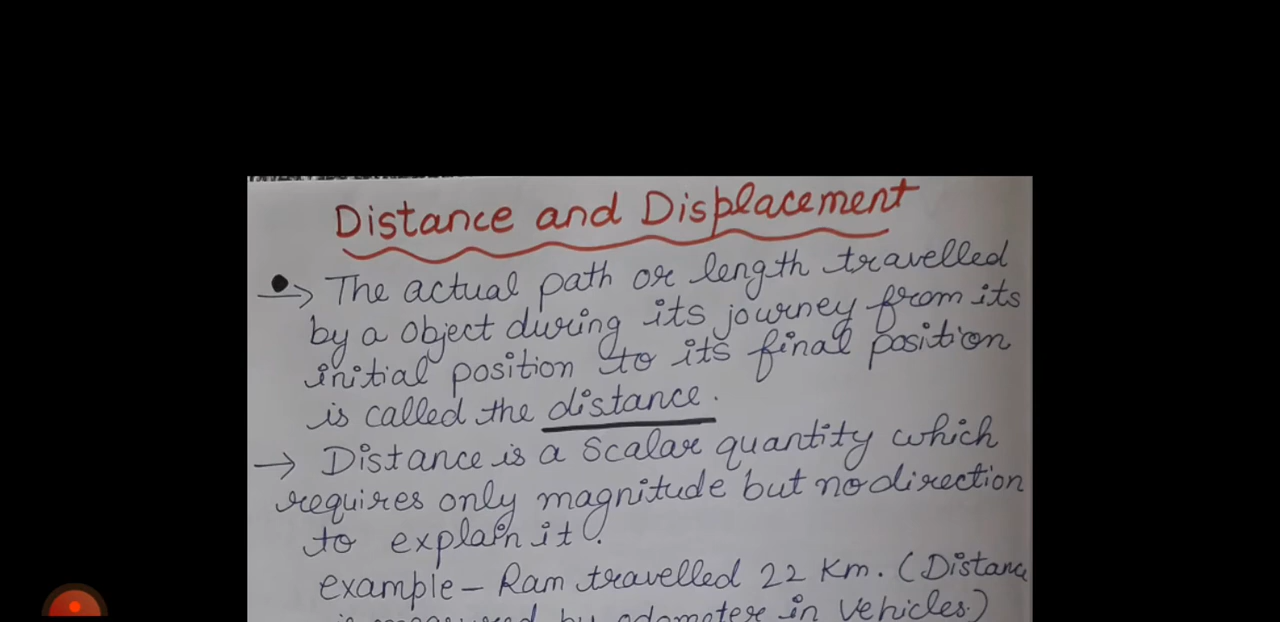 Distance and Displacement
→ The actual path or length travelled
by a object during its journey from its
initial position to its final position
is called the distance.
→ Distance is a Scalar quantity which
requires only magnitude but no direction
to explain it.
example - Ram travelled 22 Km. (Distance
by odometer in vehicles)